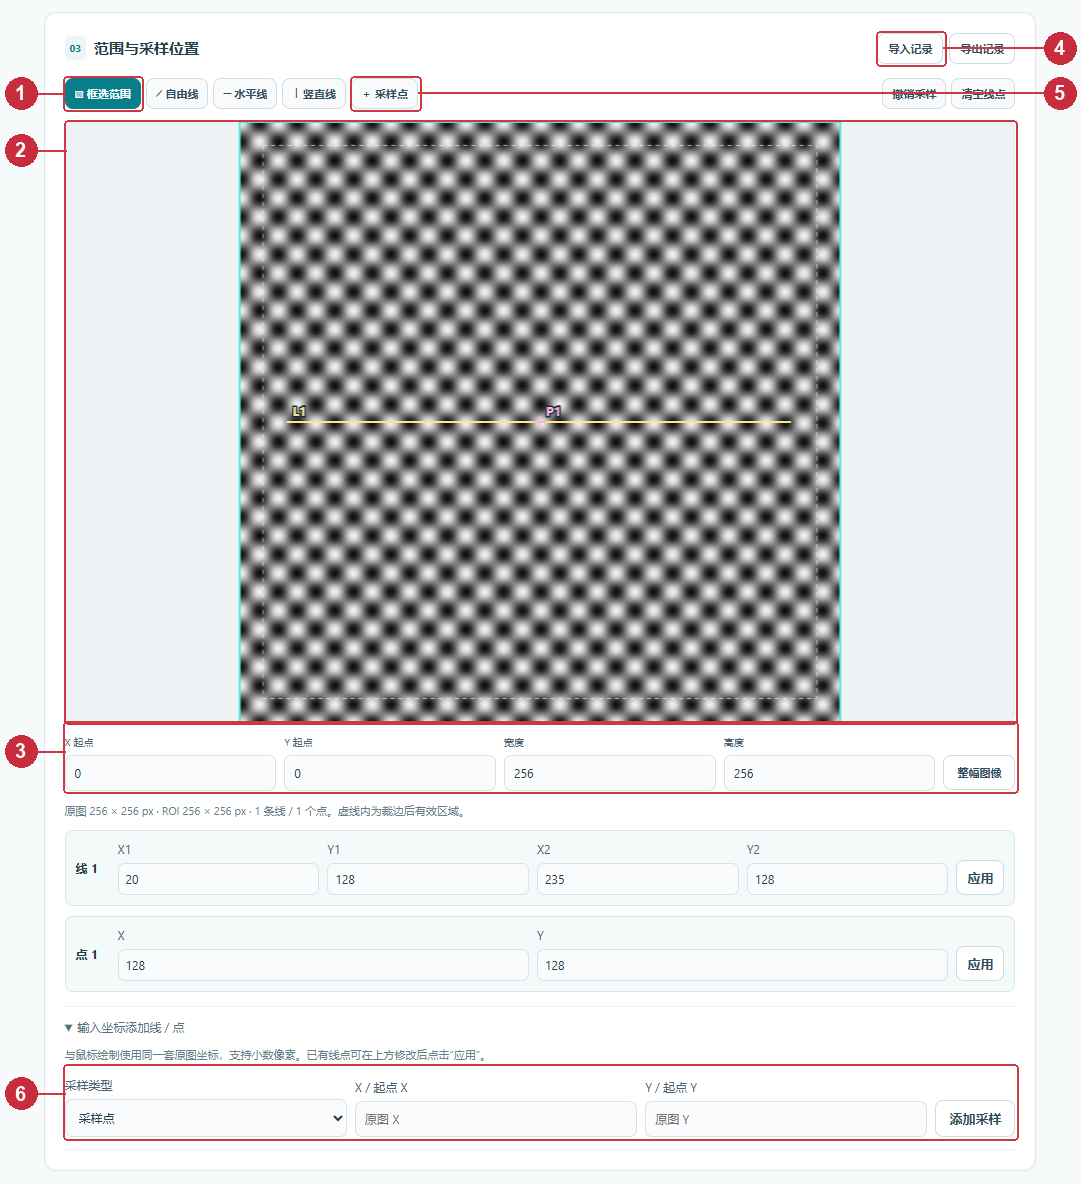 03 范围与采样位置 导入记录 导出记录 4
1 框选范围 自由线 水平线 竖直线 + 采样点 撤销采样 清空线点 5
2
L1 P1
3 X 起点 Y 起点 宽度 高度
0 0 256 256 整幅图像
原图 256 × 256 px · ROI 256 × 256 px · 1 条线 / 1 个点。虚线内为裁边后有效区域。
X1 Y1 X2 Y2
线 1 20 128 235 128 应用
X Y
点 1 128 128 应用
▼ 输入坐标添加线 / 点
与鼠标绘制使用同一套原图坐标，支持小数像素。已有线点可在上方修改后点击“应用”。
6 采样类型 X / 起点 X Y / 起点 Y
采样点 原图 X 原图 Y 添加采样